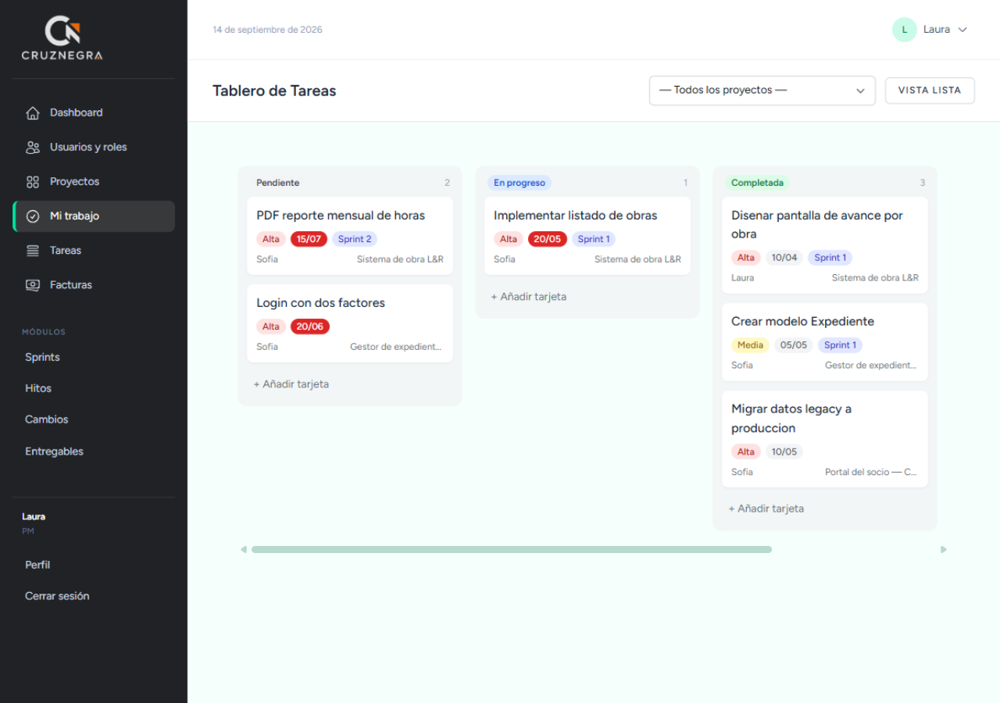 CRUZNEGRA
Dashboard
Usuarios y roles
Proyectos
Mi trabajo
Tareas
Facturas
MÓDULOS
Sprints
Hitos
Cambios
Entregables
Laura
PM
Perfil
Cerrar sesión
14 de septiembre de 2026
L Laura
Tablero de Tareas
— Todos los proyectos —
VISTA LISTA
Pendiente 2
PDF reporte mensual de horas
Alta 15/07 Sprint 2
Sofia Sistema de obra L&R
Login con dos factores
Alta 20/06
Sofia Gestor de expedient...
+ Añadir tarjeta
En progreso 1
Implementar listado de obras
Alta 20/05 Sprint 1
Sofia Sistema de obra L&R
+ Añadir tarjeta
Completada 3
Disenar pantalla de avance por
obra
Alta 10/04 Sprint 1
Laura Sistema de obra L&R
Crear modelo Expediente
Media 05/05 Sprint 1
Sofia Gestor de expedient...
Migrar datos legacy a
produccion
Alta 10/05
Sofia Portal del socio — C...
+ Añadir tarjeta